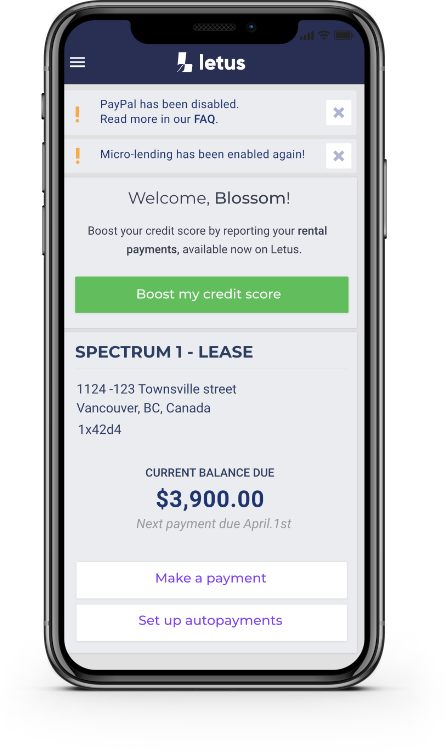 letus
PayPal has been disabled.
Read more in our FAQ.
Micro-lending has been enabled again!
Welcome, Blossom!
Boost your credit score by reporting your rental
payments, available now on Letus.
Boost my credit score
SPECTRUM 1 - LEASE
1124 -123 Townsville street
Vancouver, BC, Canada
1x42d4
CURRENT BALANCE DUE
$3,900.00
Next payment due April.1st
Make a payment
Set up autopayments